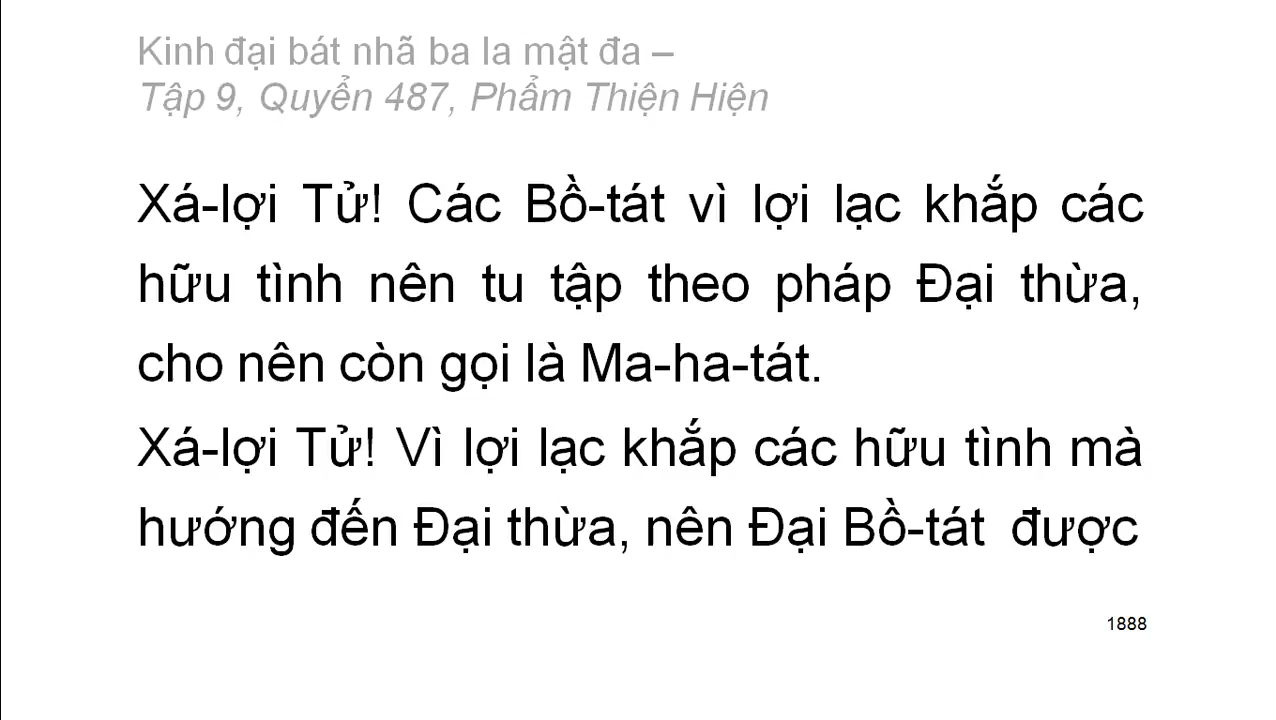 Kinh đại bát nhã ba la mật đa –
Tập 9, Quyển 487, Phẩm Thiện Hiện
Xá-lợi Tử! Các Bồ-tát vì lợi lạc khắp các
hữu tình nên tu tập theo pháp Đại thừa,
cho nên còn gọi là Ma-ha-tát.
Xá-lợi Tử! Vì lợi lạc khắp các hữu tình mà
hướng đến Đại thừa, nên Đại Bồ-tát được
1888